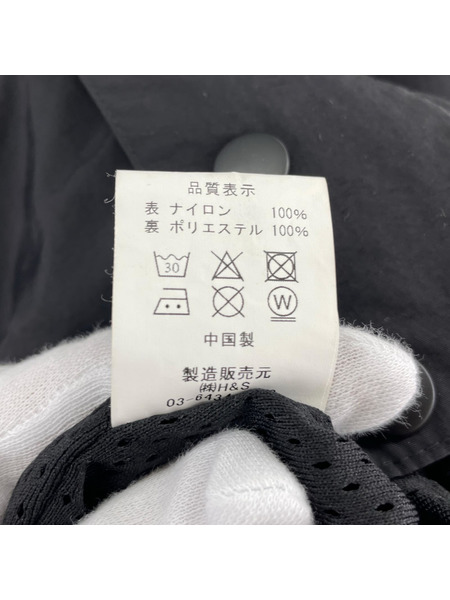 品質表示
表 ナイロン 100%
裏 ポリエステル 100%
30
W
中国製
製造販売元
㈱H&S